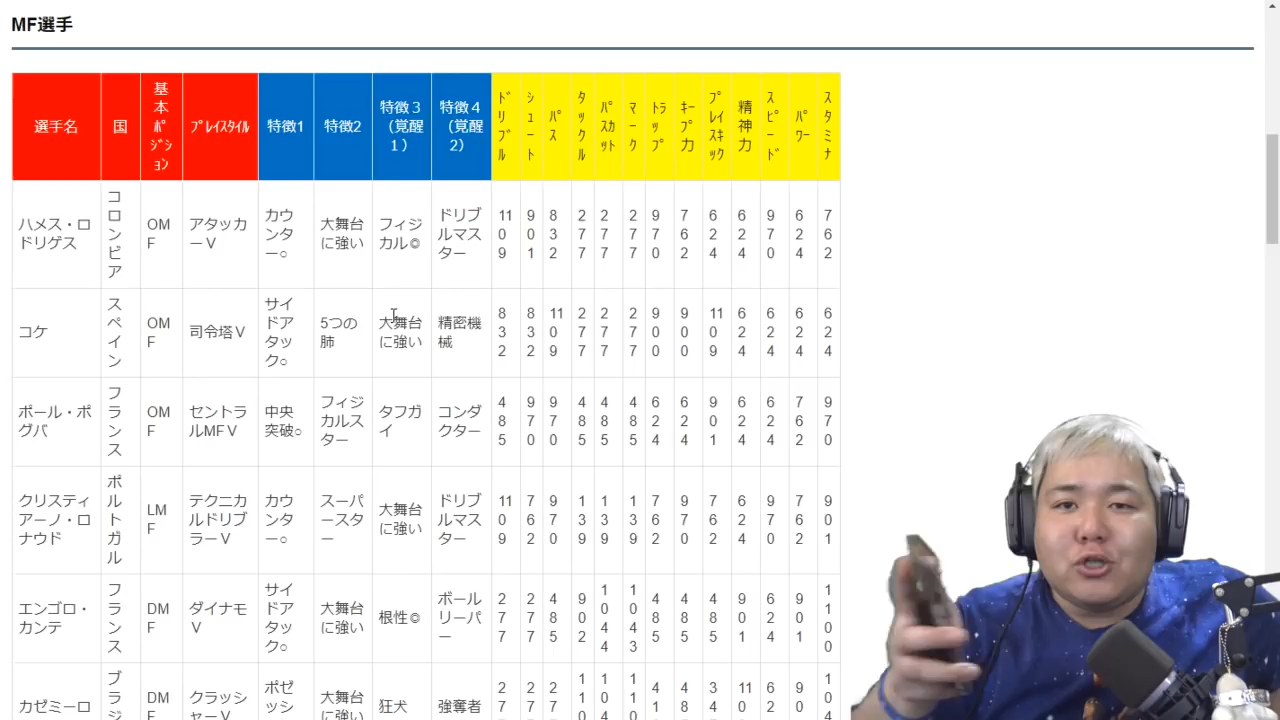 MF選手
選手名 国 基本ポジション プレイスタイル 特徴1 特徴2 特徴３（覚醒１） 特徴４（覚醒２） ドリブル シュート パス タックル パスカット マーク トラップ キープ力 プレイスキック 精神力 スピード パワー スタミナ
ハメス・ロドリゲス コロンビア OMF アタッカーＶ カウンター○ 大舞台に強い フィジカル◎ ドリブルマスター 1109 901 832 277 277 277 970 762 624 624 970 624 762
コケ スペイン OMF 司令塔Ｖ サイドアタック○ 5つの肺 大舞台に強い 精密機械 832 832 1109 277 277 277 900 900 1109 624 624 624 624
ポール・ポグバ フランス OMF セントラルMFＶ 中央突破○ フィジカルスター タフガイ コンダクター 485 970 970 485 485 485 624 624 901 624 624 762 970
クリスティアーノ・ロナウド ポルトガル LMF テクニカルドリブラーＶ カウンター○ スーパースター 大舞台に強い ドリブルマスター 1109 762 970 139 139 139 762 970 762 624 970 762 901
エンゴロ・カンテ フランス DMF ダイナモＶ サイドアタック○ 大舞台に強い 根性◎ ボールリーパー 277 277 485 902 1044 1043 485 485 485 901 624 901 1100
カゼミーロ ブラジ DMF クラッシャーＶ ポゼッシ 大舞台に強い 狂犬 強奪者